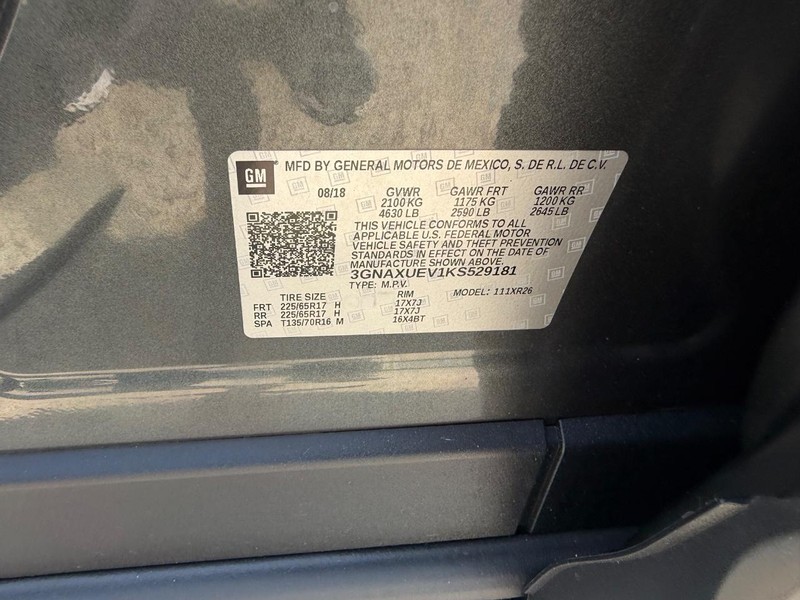 GM MFD BY GENERAL MOTORS DE MEXICO, S. DE R.L. DE C.V.
08/18 GVWR GAWR FRT GAWR RR
2100 KG 1175 KG 1200 KG
4630 LB 2590 LB 2645 LB
THIS VEHICLE CONFORMS TO ALL
APPLICABLE U.S. FEDERAL MOTOR
VEHICLE SAFETY AND THEFT PREVENTION
STANDARDS IN EFFECT ON THE DATE OF
MANUFACTURE SHOWN ABOVE.
3GNAXUEV1KS529181
TYPE: M.P.V. MODEL: 111XR26
TIRE SIZE RIM
FRT 225/65R17 H 17X7J
RR 225/65R17 H 17X7J
SPA T135/70R16 M 16X4BT